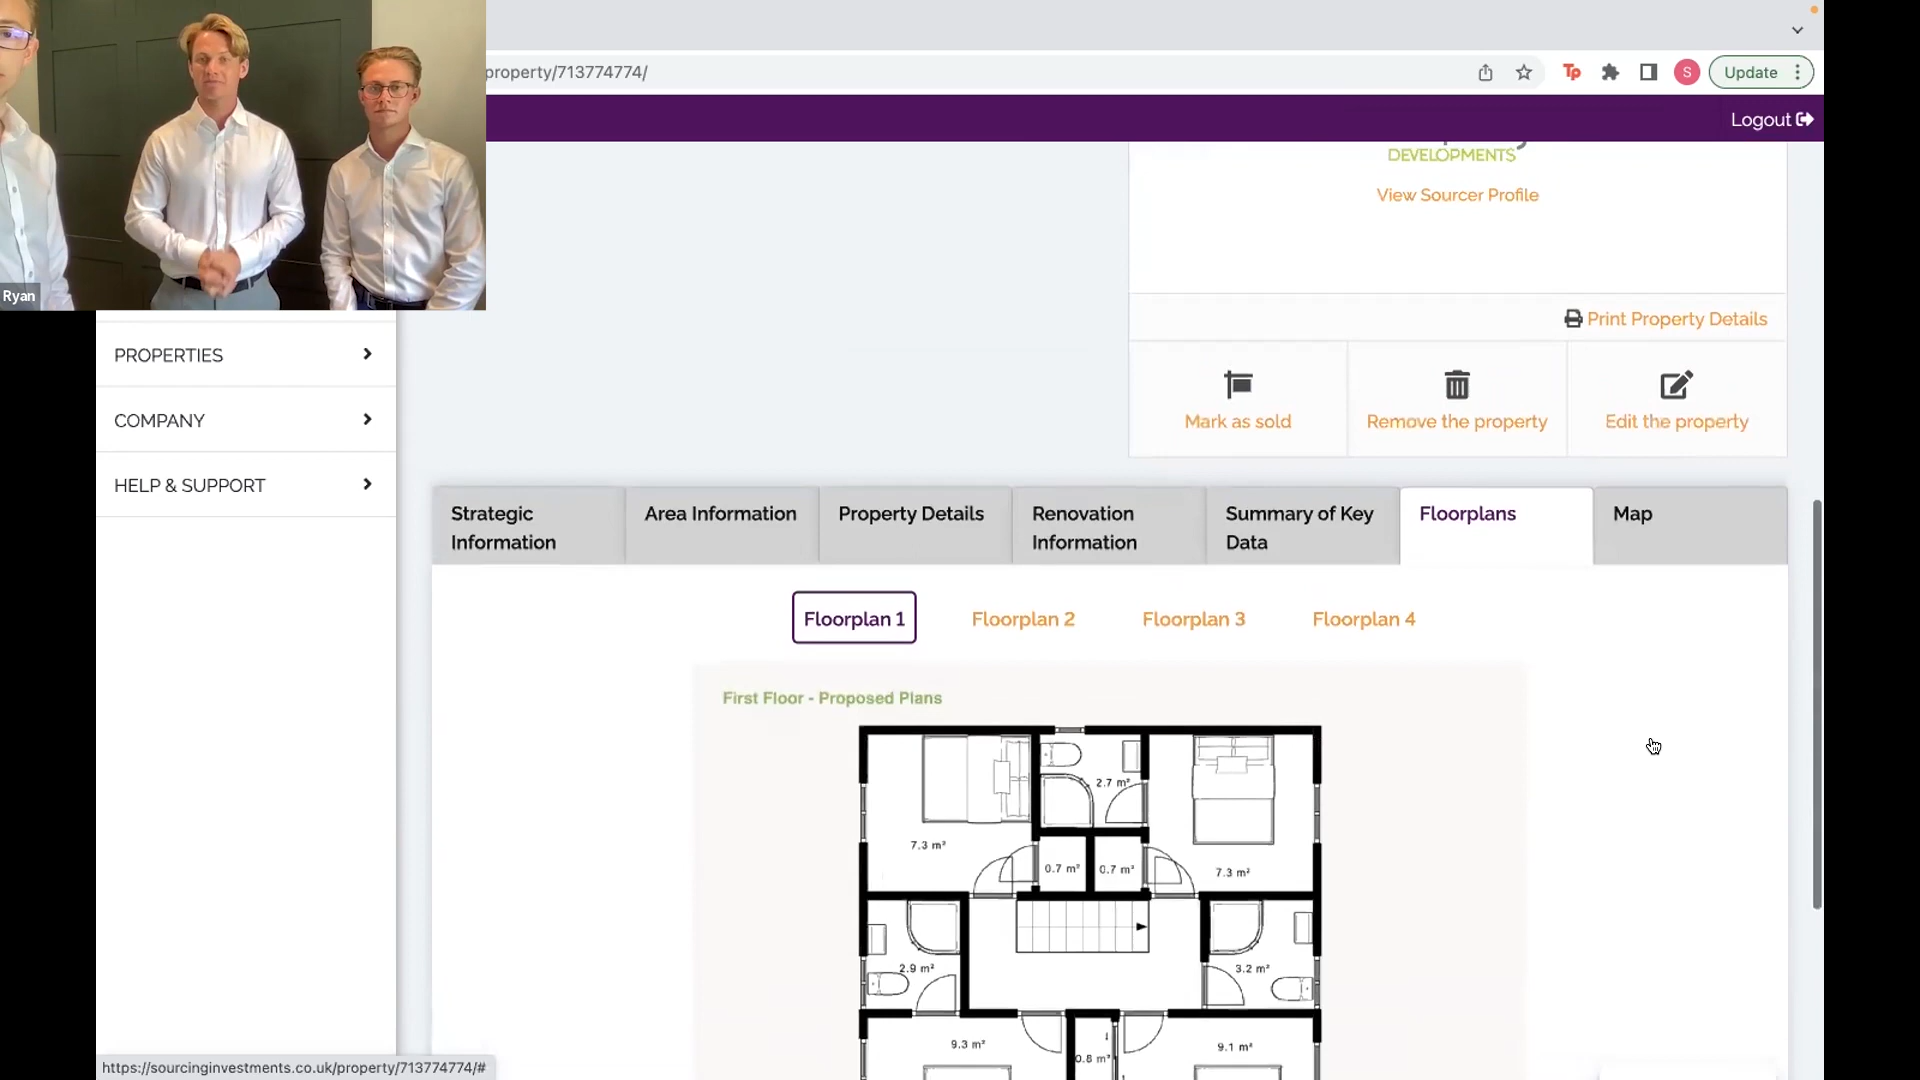 property/713774774/
S
Update
Logout
DEVELOPMENTS
View Sourcer Profile
Ryan
Print Property Details
PROPERTIES
COMPANY
HELP & SUPPORT
Mark as sold
Remove the property
Edit the property
Strategic
Information
Area Information
Property Details
Renovation
Information
Summary of Key
Data
Floorplans
Map
Floorplan 1
Floorplan 2
Floorplan 3
Floorplan 4
First Floor - Proposed Plans
2.7 m²
7.3 m²
0.7 m²
0.7 m²
7.3 m²
2.9 m²
3.2 m²
9.3 m²
9.1 m²
0.8 m²
https://sourcinginvestments.co.uk/property/713774774/#